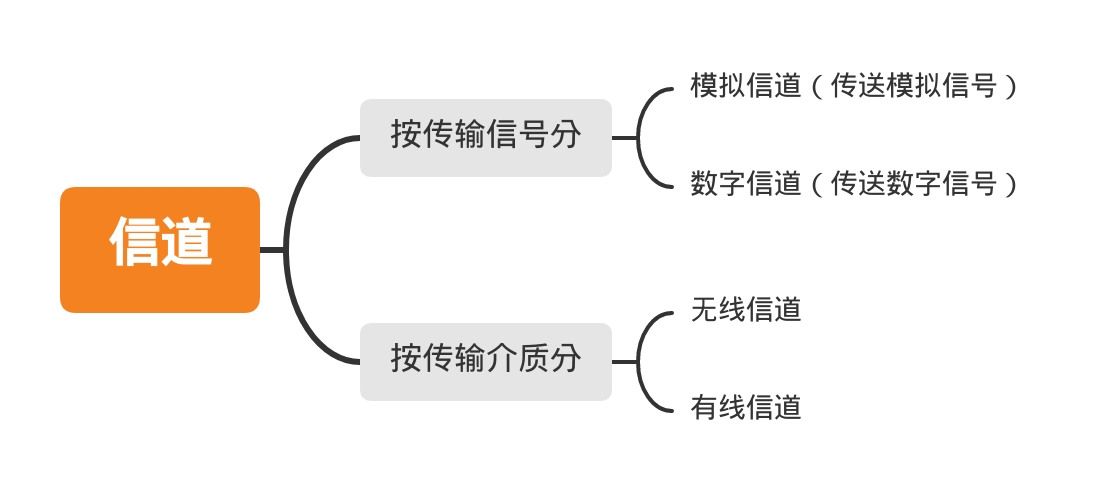 信道
按传输信号分
模拟信道（传送模拟信号）
数字信道（传送数字信号）
按传输介质分
无线信道
有线信道